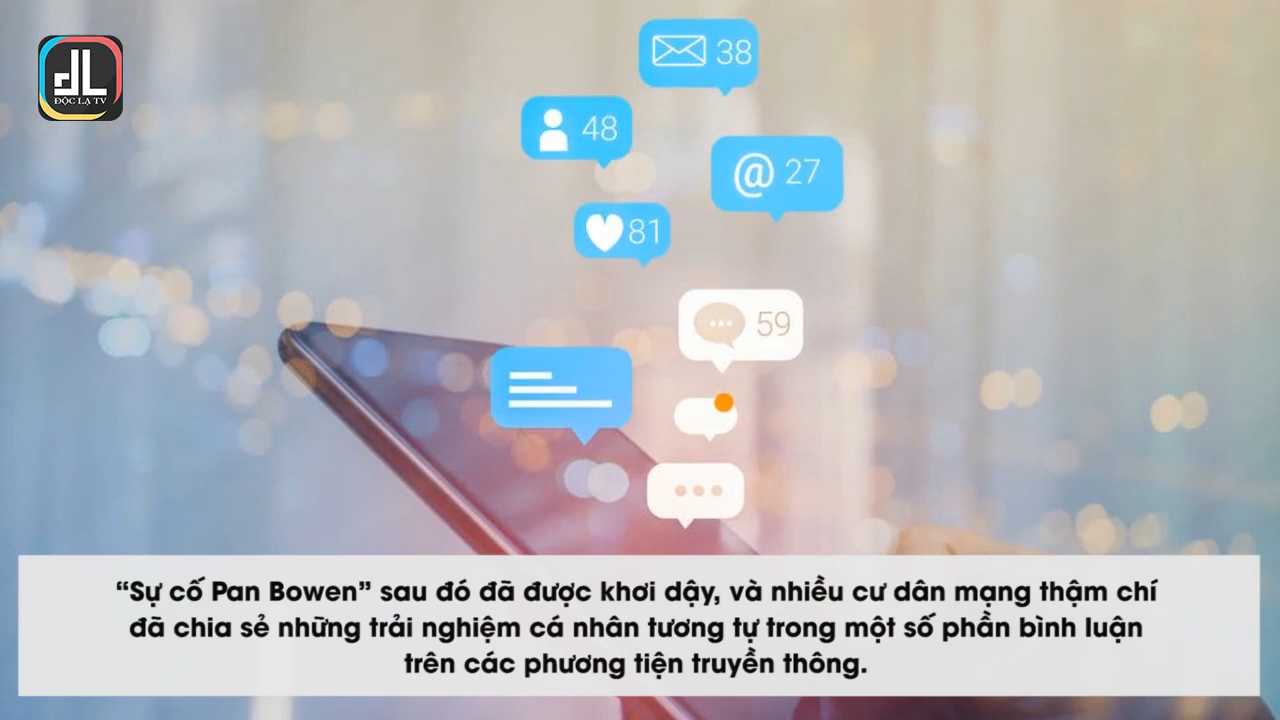 38
48
@ 27
81
59
ĐỘC LẠ TV
“Sự cố Pan Bowen” sau đó đã được khơi dậy, và nhiều cư dân mạng thậm chí
đã chia sẻ những trải nghiệm cá nhân tương tự trong một số phần bình luận
trên các phương tiện truyền thông.